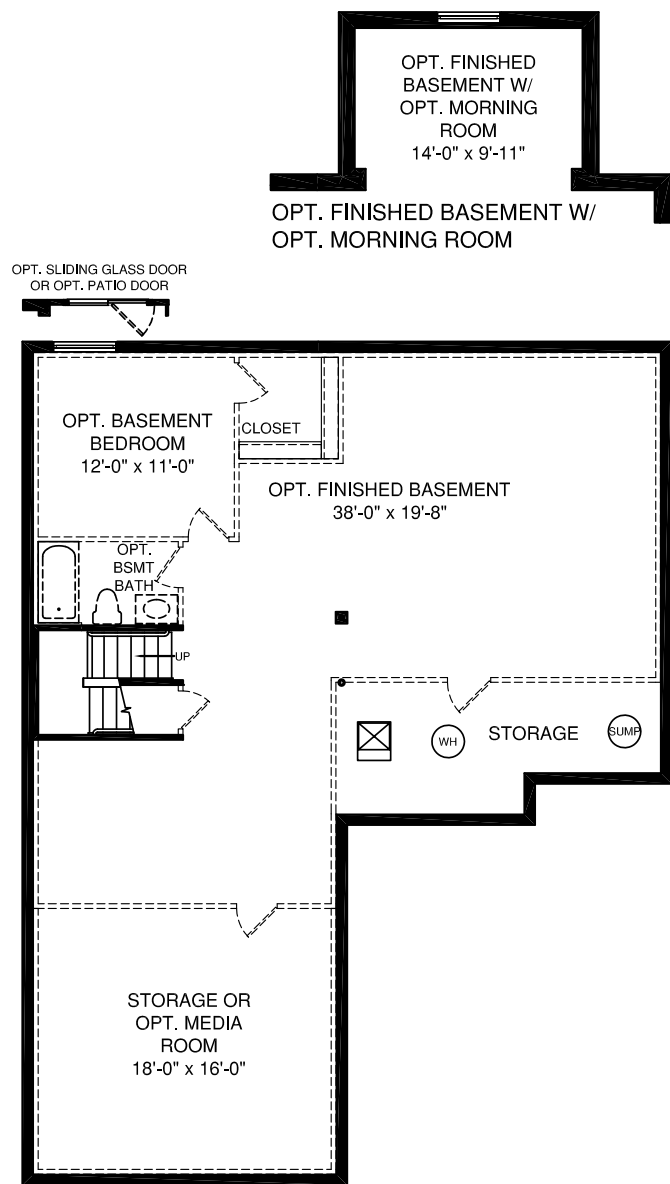 OPT. FINISHED
BASEMENT W/
OPT. MORNING
ROOM
14'-0" x 9'-11"
OPT. FINISHED BASEMENT W/
OPT. MORNING ROOM
OPT. SLIDING GLASS DOOR
OR OPT. PATIO DOOR
OPT. BASEMENT
BEDROOM
12'-0" x 11'-0"
CLOSET
OPT. FINISHED BASEMENT
38'-0" x 19'-8"
OPT.
BSMT
BATH
UP
WH
STORAGE
SUMP
STORAGE OR
OPT. MEDIA
ROOM
18'-0" x 16'-0"